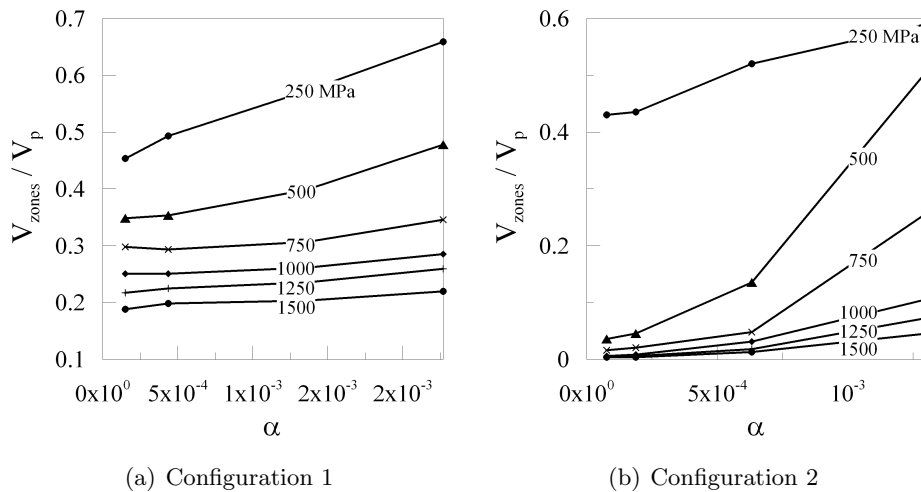 0.7
0.6
0.5
0.4
0.3
0.2
0.1
V_zones / V_p
250 MPa
500
750
1000
1250
1500
0x10^0 5x10^-4 1x10^-3 2x10^-3 2x10^-3
α
(a) Configuration 1
0.6
0.4
0.2
0
V_zones / V_p
250 MPa
500
750
1000
1250
1500
0x10^0 5x10^-4 10^-3
α
(b) Configuration 2